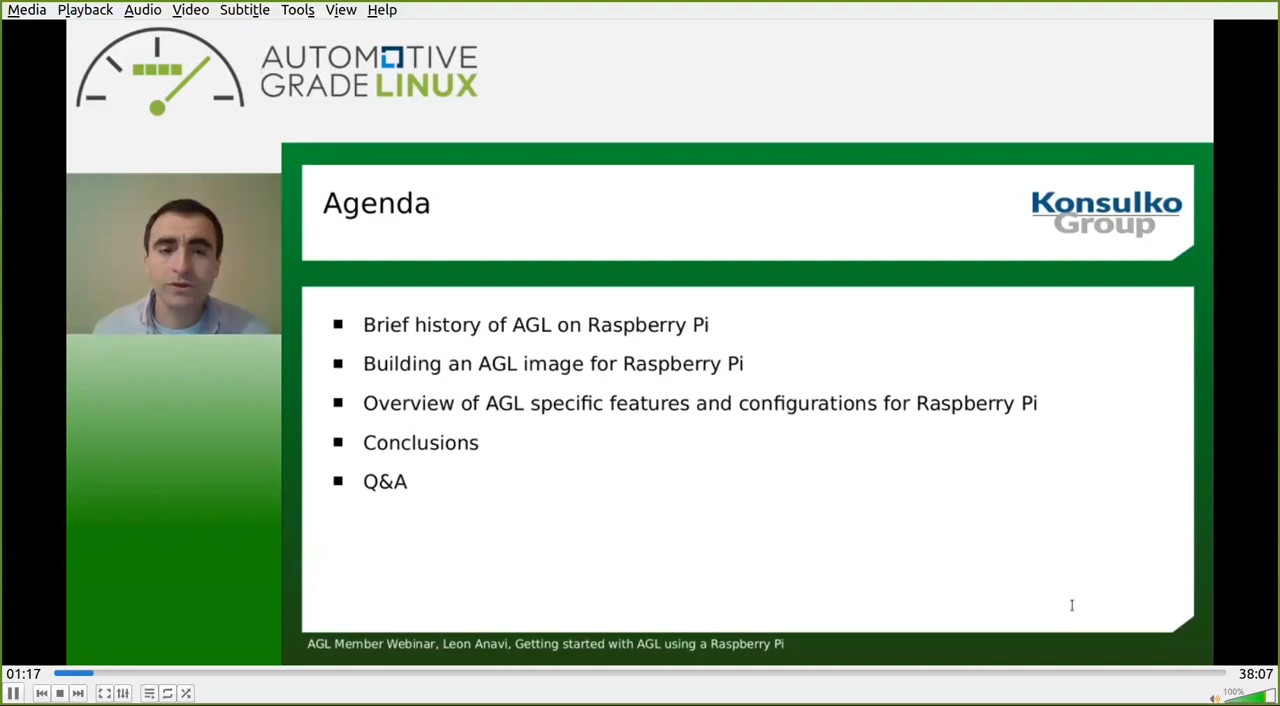 Media Playback Audio Video Subtitle Tools View Help
AUTOMOTIVE
GRADE LINUX
Agenda
Konsulko
Group
Brief history of AGL on Raspberry Pi
Building an AGL image for Raspberry Pi
Overview of AGL specific features and configurations for Raspberry Pi
Conclusions
Q&A
AGL Member Webinar, Leon Anavi, Getting started with AGL using a Raspberry Pi
01:17 38:07
100%